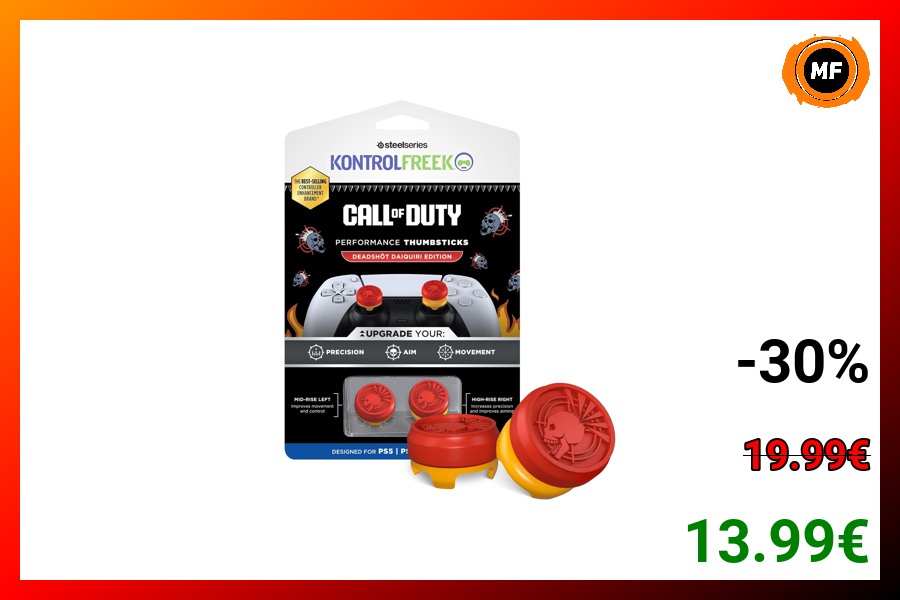 MF
steelseries
KONTROLFREEK
THE BEST-SELLING
CONTROLLER
ENHANCEMENT
BRAND*
CALL OF DUTY
PERFORMANCE THUMBSTICKS
DEADSHÖT DAIQUIRI EDITION
UPGRADE YOUR:
PRECISION AIM MOVEMENT
MID-RISE LEFT
Improves movement
and control
HIGH-RISE RIGHT
Increases precision
and improves aiming
DESIGNED FOR PS5 |
-30%
19.99€
13.99€